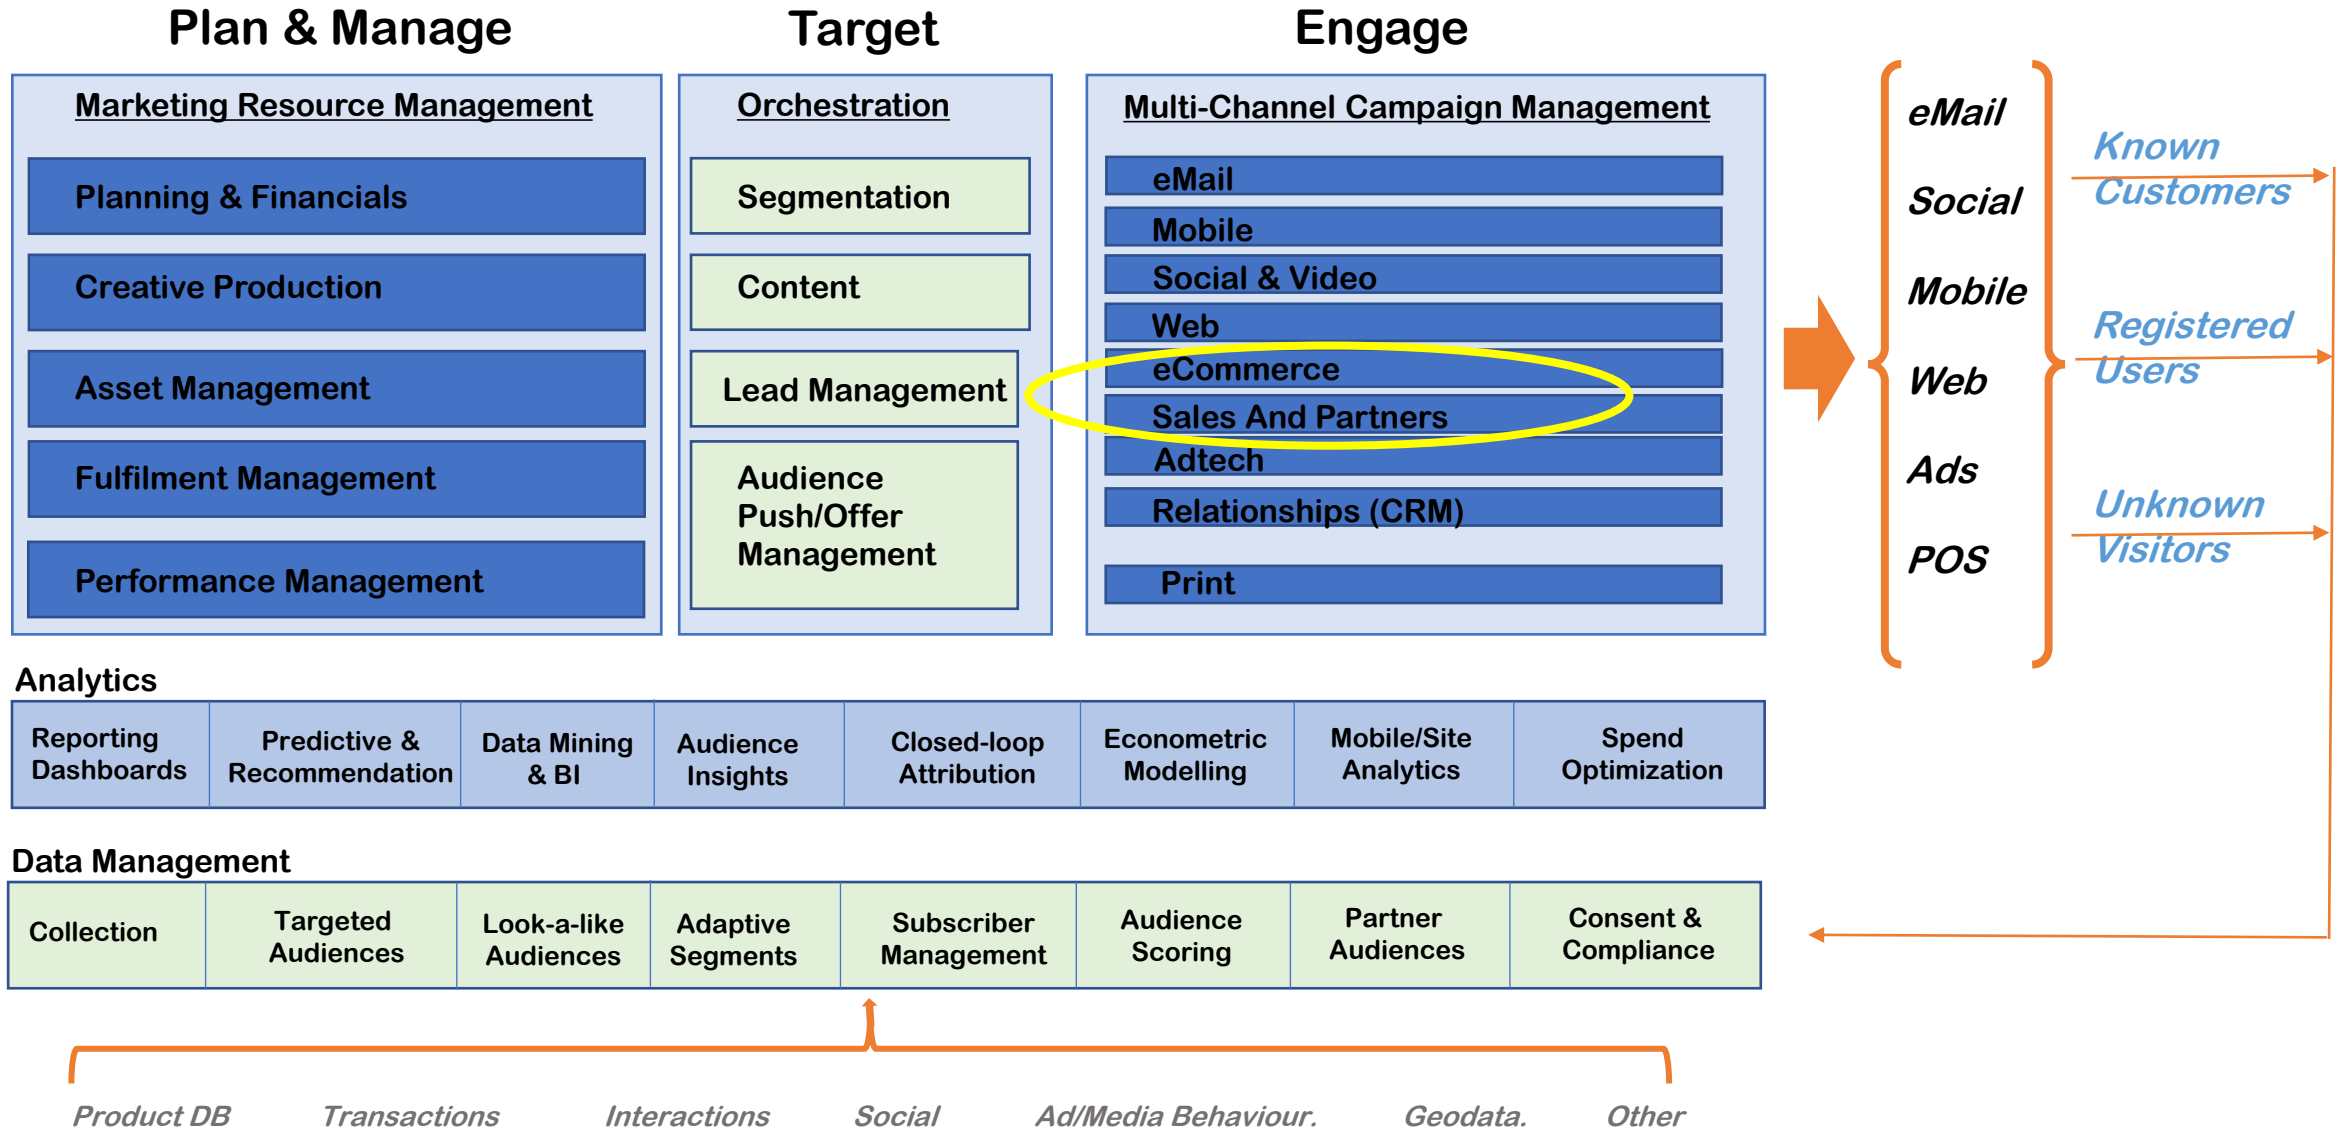 Plan & Manage
Target
Engage
Marketing Resource Management
Planning & Financials
Creative Production
Asset Management
Fulfilment Management
Performance Management
Orchestration
Segmentation
Content
Lead Management
Audience
Push/Offer
Management
Multi-Channel Campaign Management
eMail
Mobile
Social & Video
Web
eCommerce
Sales And Partners
Adtech
Relationships (CRM)
Print
eMail
Social
Mobile
Web
Ads
POS
Known
Customers
Registered
Users
Unknown
Visitors
Analytics
Reporting
Dashboards
Predictive &
Recommendation
Data Mining
& BI
Audience
Insights
Closed-loop
Attribution
Econometric
Modelling
Mobile/Site
Analytics
Spend
Optimization
Data Management
Collection
Targeted
Audiences
Look-a-like
Audiences
Adaptive
Segments
Subscriber
Management
Audience
Scoring
Partner
Audiences
Consent &
Compliance
Product DB
Transactions
Interactions
Social
Ad/Media Behaviour.
Geodata.
Other